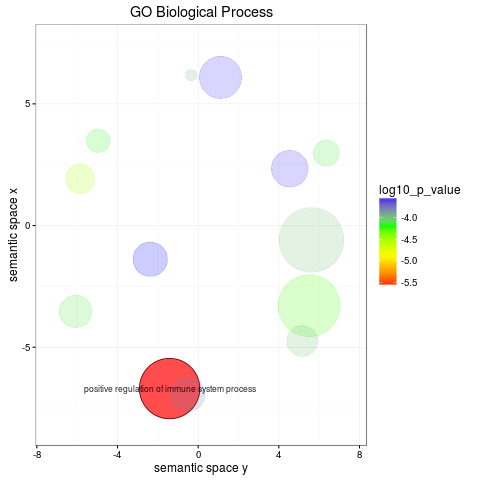 GO Biological Process
5
0
-5
-8
-4
0
4
8
semantic space x
semantic space y
positive regulation of immune system process
log10_p_value
-4.0
-4.5
-5.0
-5.5